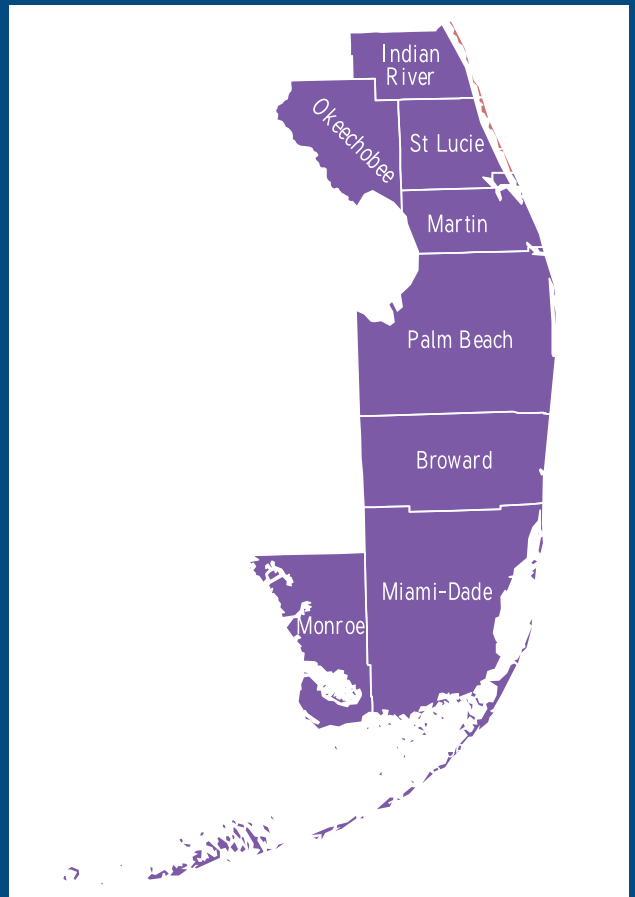 Indian
River
Okeechobee
St Lucie
Martin
Palm Beach
Broward
Miami-Dade
Monroe